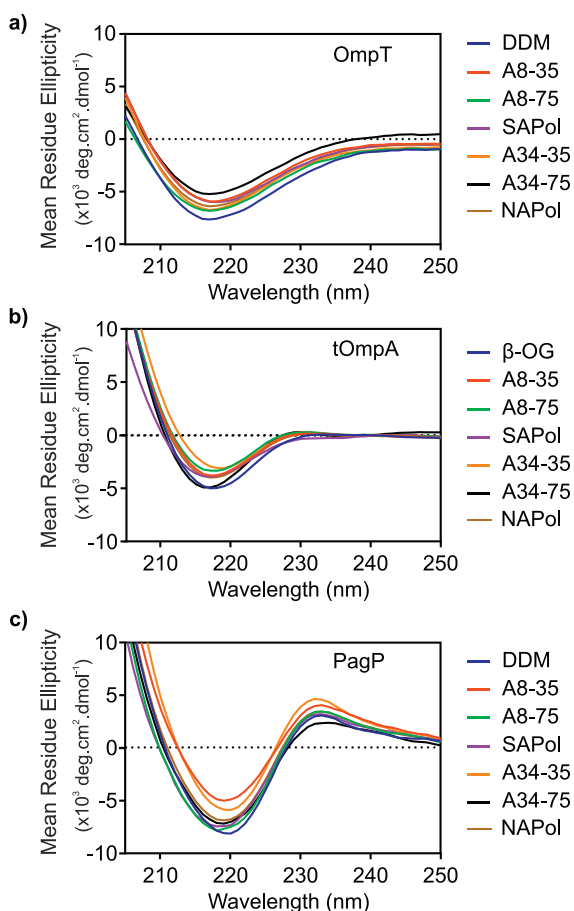 a)
OmpT
Mean Residue Ellipticity
(x10³ deg.cm².dmol⁻¹)
10
5
0
-5
-10
210 220 230 240 250
Wavelength (nm)
DDM
A8-35
A8-75
SAPol
A34-35
A34-75
NAPol
b)
tOmpA
Mean Residue Ellipticity
(x10³ deg.cm².dmol⁻¹)
10
5
0
-5
-10
210 220 230 240 250
Wavelength (nm)
β-OG
A8-35
A8-75
SAPol
A34-35
A34-75
NAPol
c)
PagP
Mean Residue Ellipticity
(x10³ deg.cm².dmol⁻¹)
10
5
0
-5
-10
210 220 230 240 250
Wavelength (nm)
DDM
A8-35
A8-75
SAPol
A34-35
A34-75
NAPol